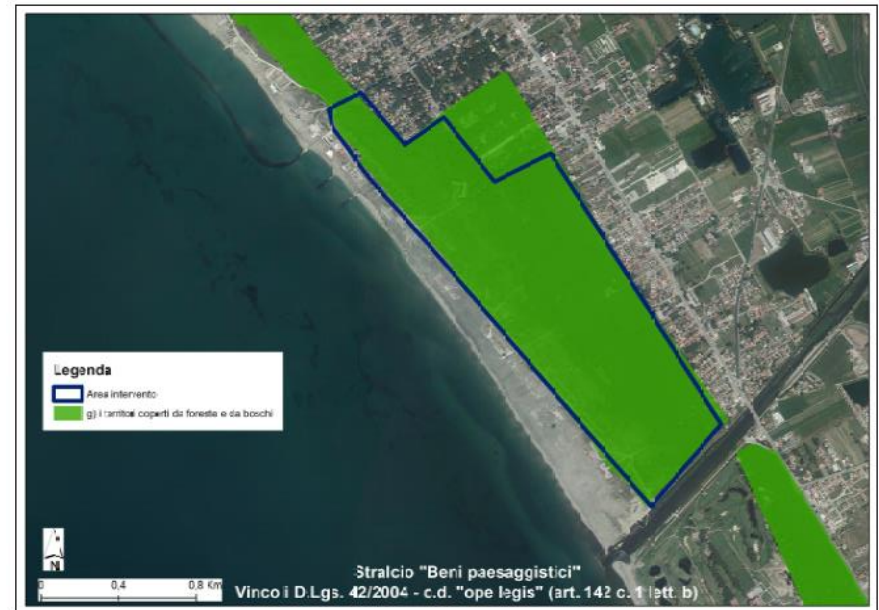 Legenda
Area intervento
g) i territori coperti da foreste e da boschi
N
0 0,4 0,8 Km
Stralcio "Beni paesaggistici"
Vincoli D.Lgs. 42/2004 - c.d. "ope legis" (art. 142 c. 1 lett. b)